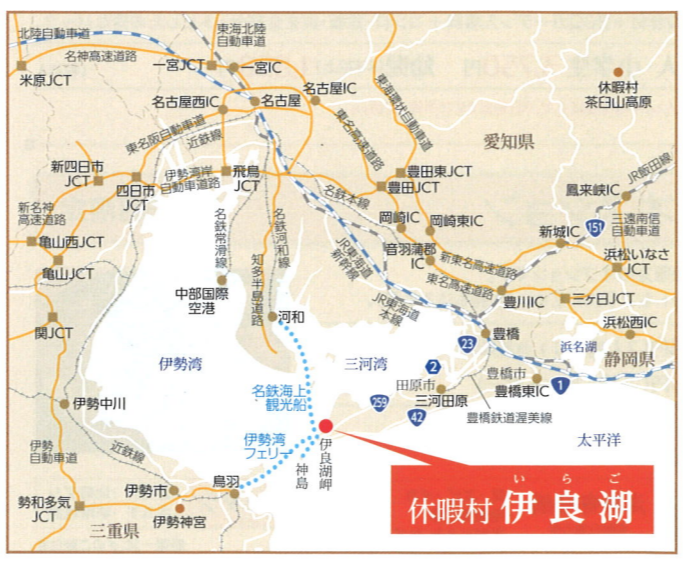 北陸自動車道
名神高速道路
米原JCT
東海北陸
自動車道
一宮JCT
一宮IC
名古屋西IC
名古屋
名古屋IC
東海環状自動車道
東名高速道路
休暇村
茶臼山高原
愛知県
東名阪自動車道
近鉄線
新四日市
JCT
四日市
JCT
伊勢湾岸
自動車道路
飛島
JCT
名鉄本線
豊田東JCT
豊田JCT
JR飯田線
鳳来峡IC
新名神
高速道路
亀山西JCT
亀山JCT
名鉄常滑線
名鉄河和線
知多半島道路
岡崎IC
岡崎東IC
音羽蒲郡
IC
新城IC
151
三遠南信
自動車道
浜松いなさ
JCT
新東名高速道路
東名高速道路
JR東海道
新幹線
JR東海道
本線
中部国際
空港
豊川IC
三ヶ日JCT
関JCT
河和
豊橋
浜松西IC
伊勢湾
三河湾
23
浜名湖
静岡県
2
田原市
豊橋市
豊橋東IC
1
名鉄海上
観光船
三河田原
259
42
豊橋鉄道渥美線
伊勢中川
太平洋
伊勢湾
フェリー
伊良湖岬
神島
伊勢
自動車道
近鉄線
鳥羽
伊勢市
伊勢神宮
勢和多気
JCT
三重県
いらご
休暇村 伊良湖